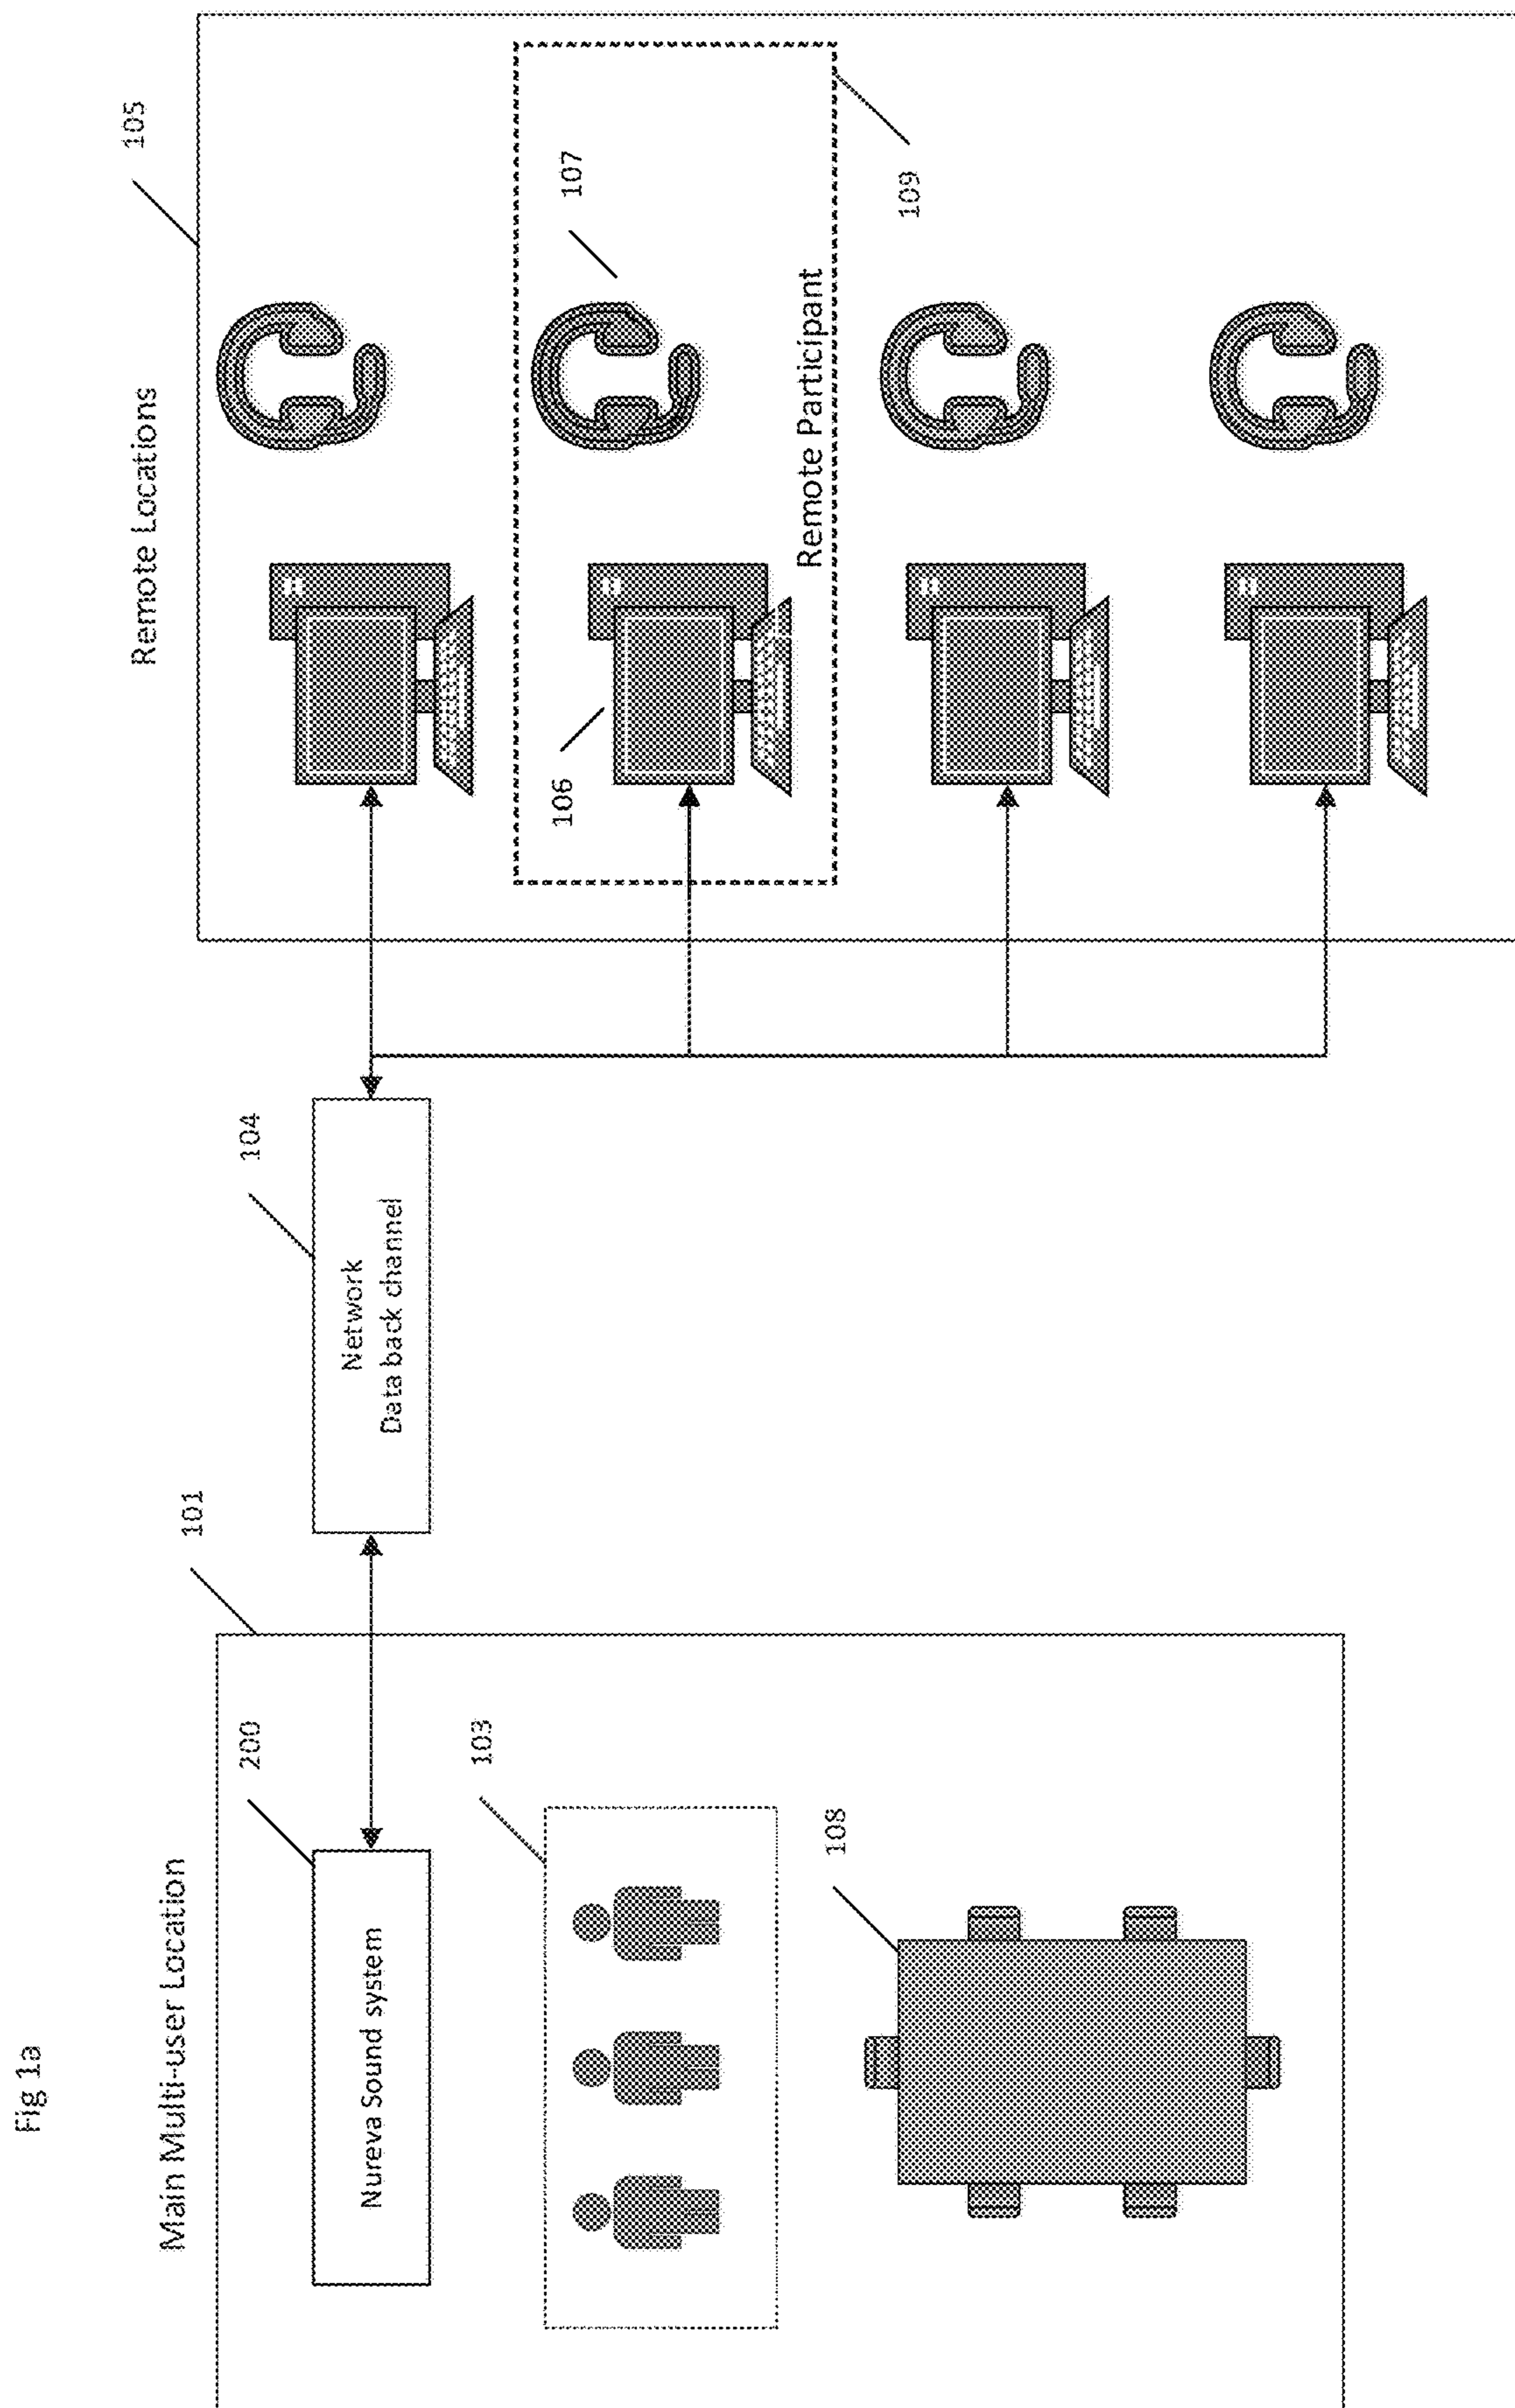 Fig 1a
Main Multi-user Location
Remote Locations
101
105
200
Nureva Sound system
104
Network
Data back channel
103
108
106
107
Remote Participant
109